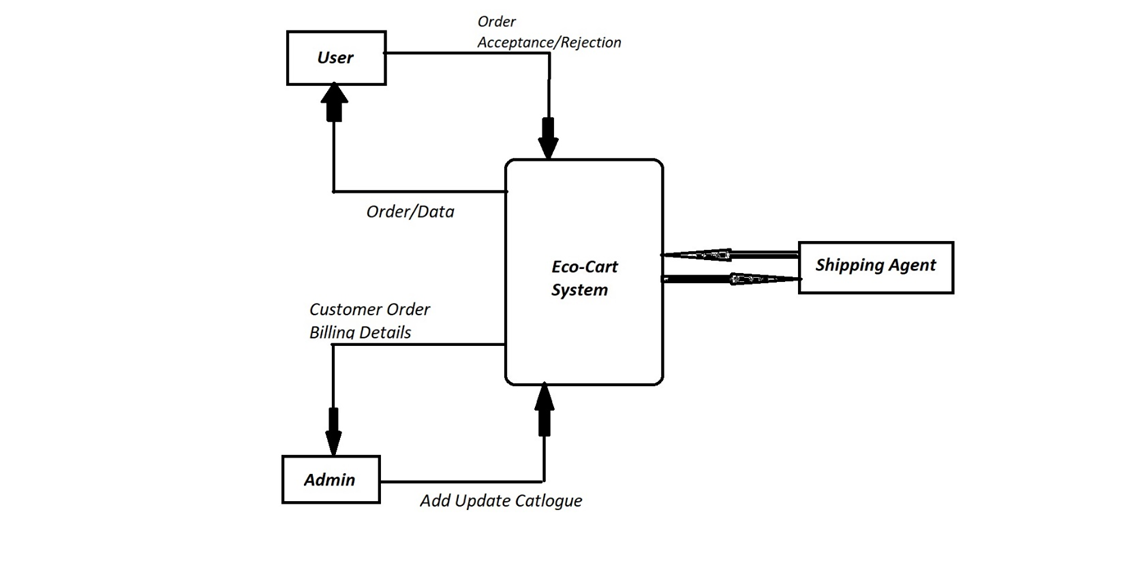 Order
Acceptance/Rejection
User
Order/Data
Eco-Cart
System
Shipping Agent
Customer Order
Billing Details
Admin
Add Update Catlogue